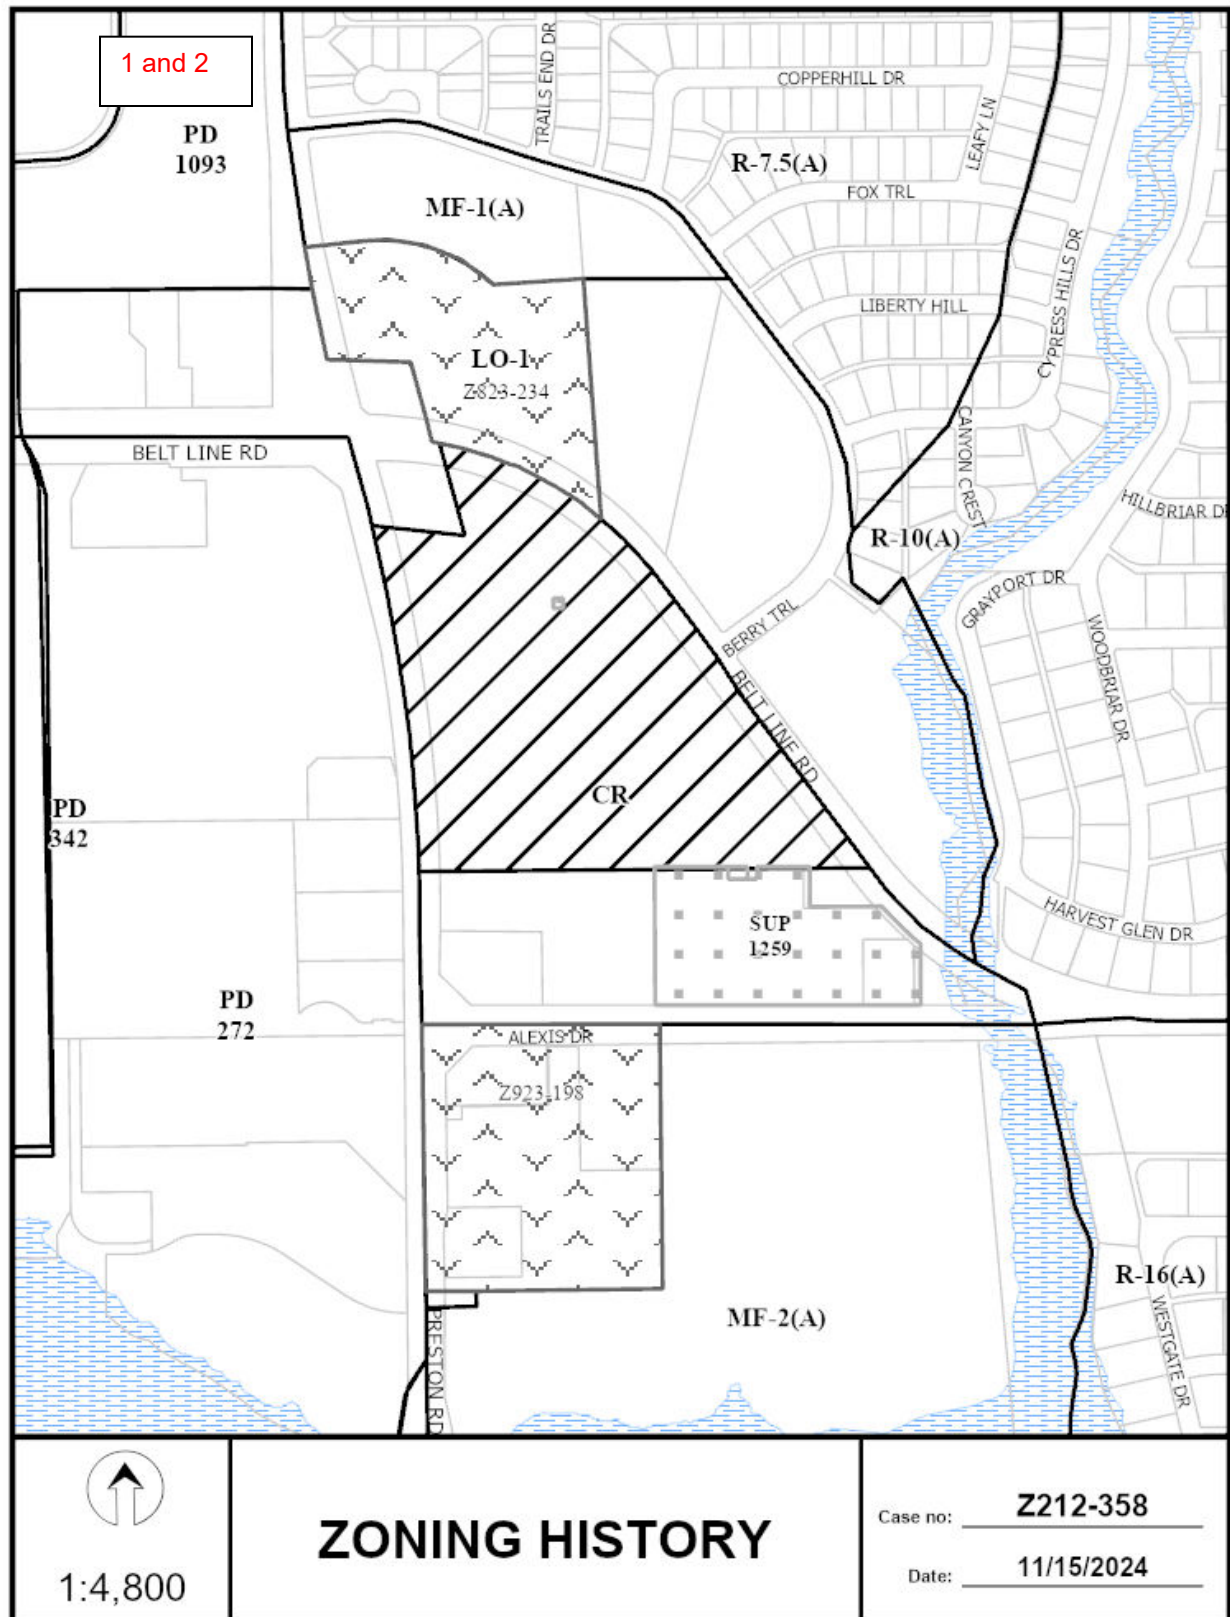 1 and 2
PD
1093
TRAILS END DR
COPPERHILL DR
LEAFY LN
R-7.5(A)
FOX TRL
MF-1(A)
CYPRESS HILLS DR
LIBERTY HILL
LO-1
Z823-234
BELT LINE RD
CANYON CREST
HILLBRIAR D
R-10(A)
GRAYPORT DR
BERRY TRL
WOODBRIAR DR
BELT LINE RD
CR
PD
342
HARVEST GLEN DR
SUP
1259
PD
272
ALEXIS DR
Z923-198
R-16(A)
MF-2(A)
WESTGATE DR
PRESTON RD
1:4,800
ZONING HISTORY
Case no: Z212-358
Date: 11/15/2024